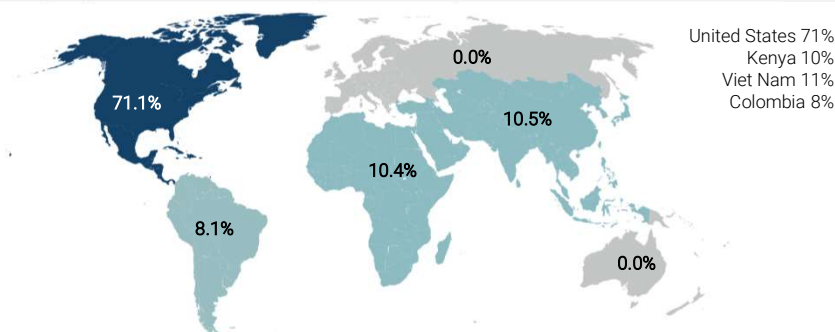 0.0%
United States 71%
Kenya 10%
Viet Nam 11%
Colombia 8%
71.1%
10.5%
10.4%
8.1%
0.0%